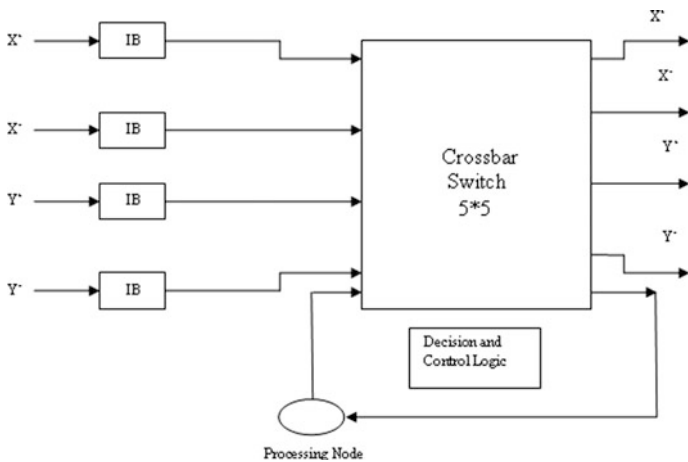 X⁺
IB
X⁺
X⁻
X⁻
IB
Crossbar
Switch
5*5
Y⁺
Y⁺
IB
Y⁻
Y⁻
IB
Decision and
Control Logic
Processing Node